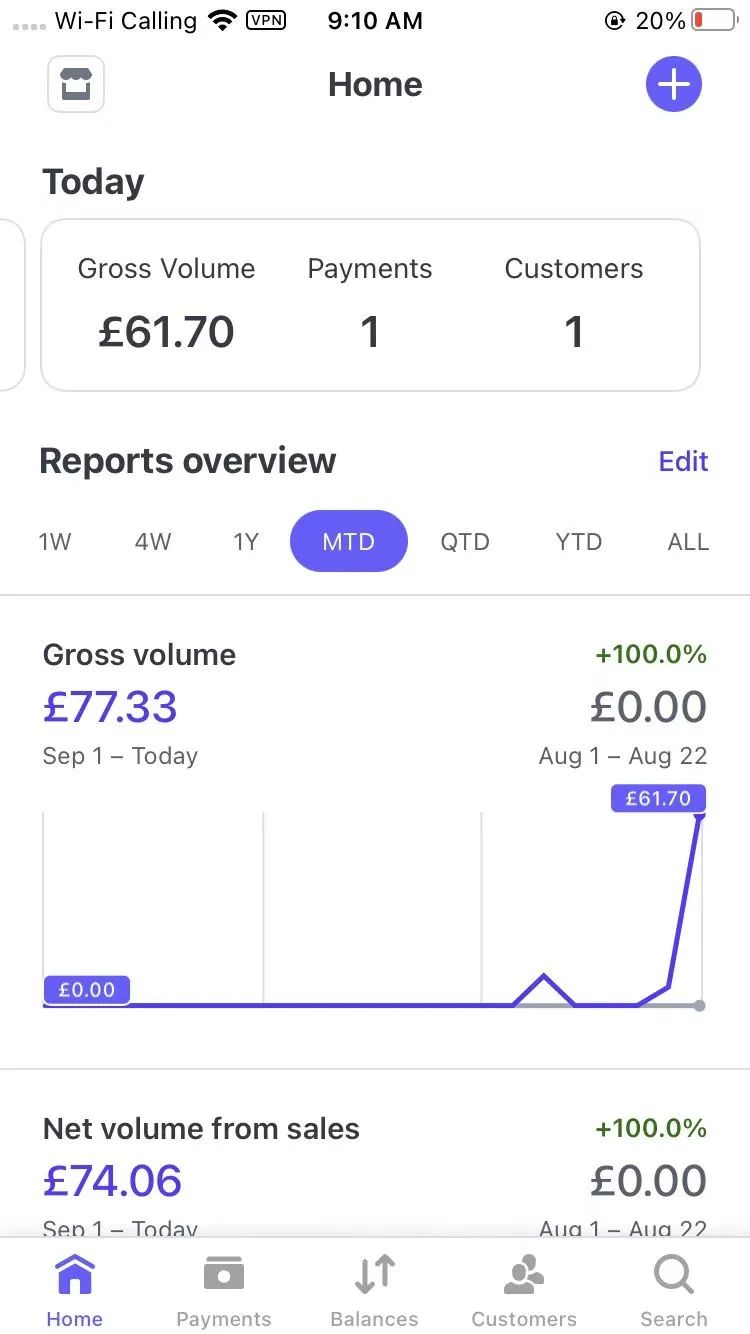 Wi-Fi Calling VPN 9:10 AM 20%
Home
Today
Gross Volume Payments Customers
£61.70 1 1
Reports overview Edit
1W 4W 1Y MTD QTD YTD ALL
Gross volume +100.0%
£77.33 £0.00
Sep 1 – Today Aug 1 – Aug 22
£61.70
£0.00
Net volume from sales +100.0%
£74.06 £0.00
Sep 1 – Today Aug 1 – Aug 22
Home Payments Balances Customers Search